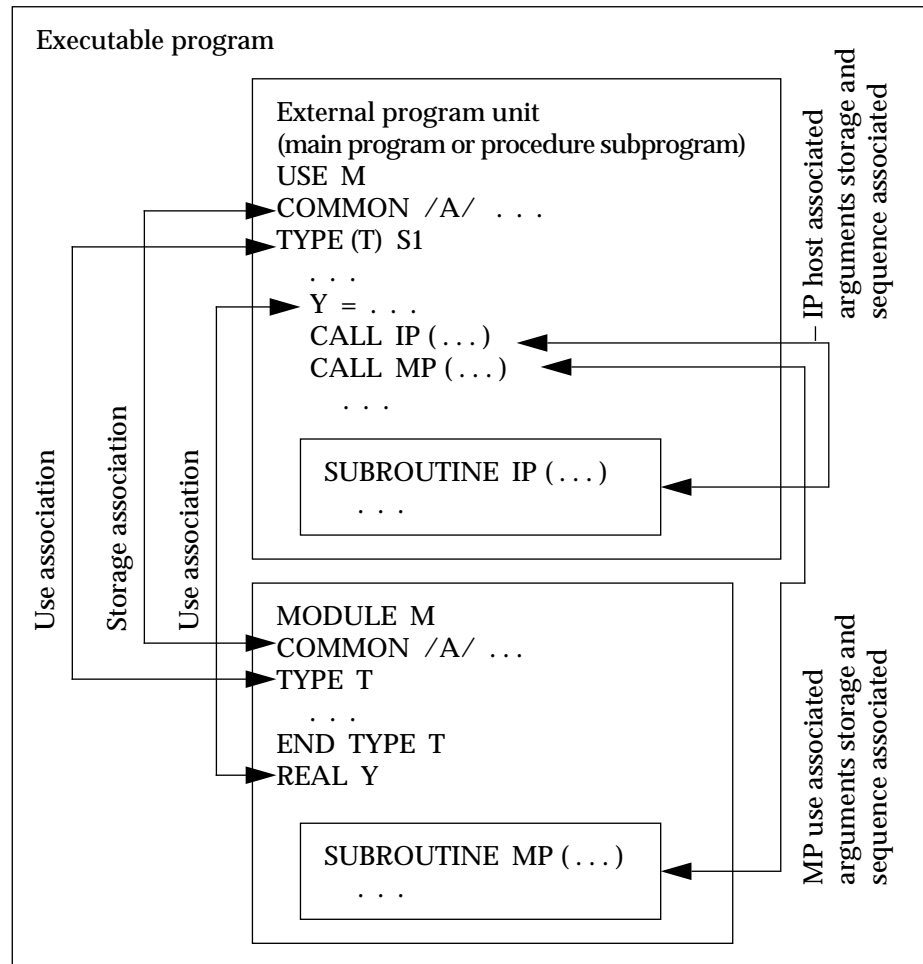 Executable program
External program unit
(main program or procedure subprogram)
USE M
COMMON /A/ . . .
TYPE (T) S1
. . .
Y = . . .
CALL IP ( . . . )
CALL MP ( . . . )
. . .
SUBROUTINE IP ( . . . )
. . .
MODULE M
COMMON /A/ . . .
TYPE T
. . .
END TYPE T
REAL Y
SUBROUTINE MP ( . . . )
. . .
Use association
Storage association
Use association
IP host associated
arguments storage and
sequence associated
MP use associated
arguments storage and
sequence associated